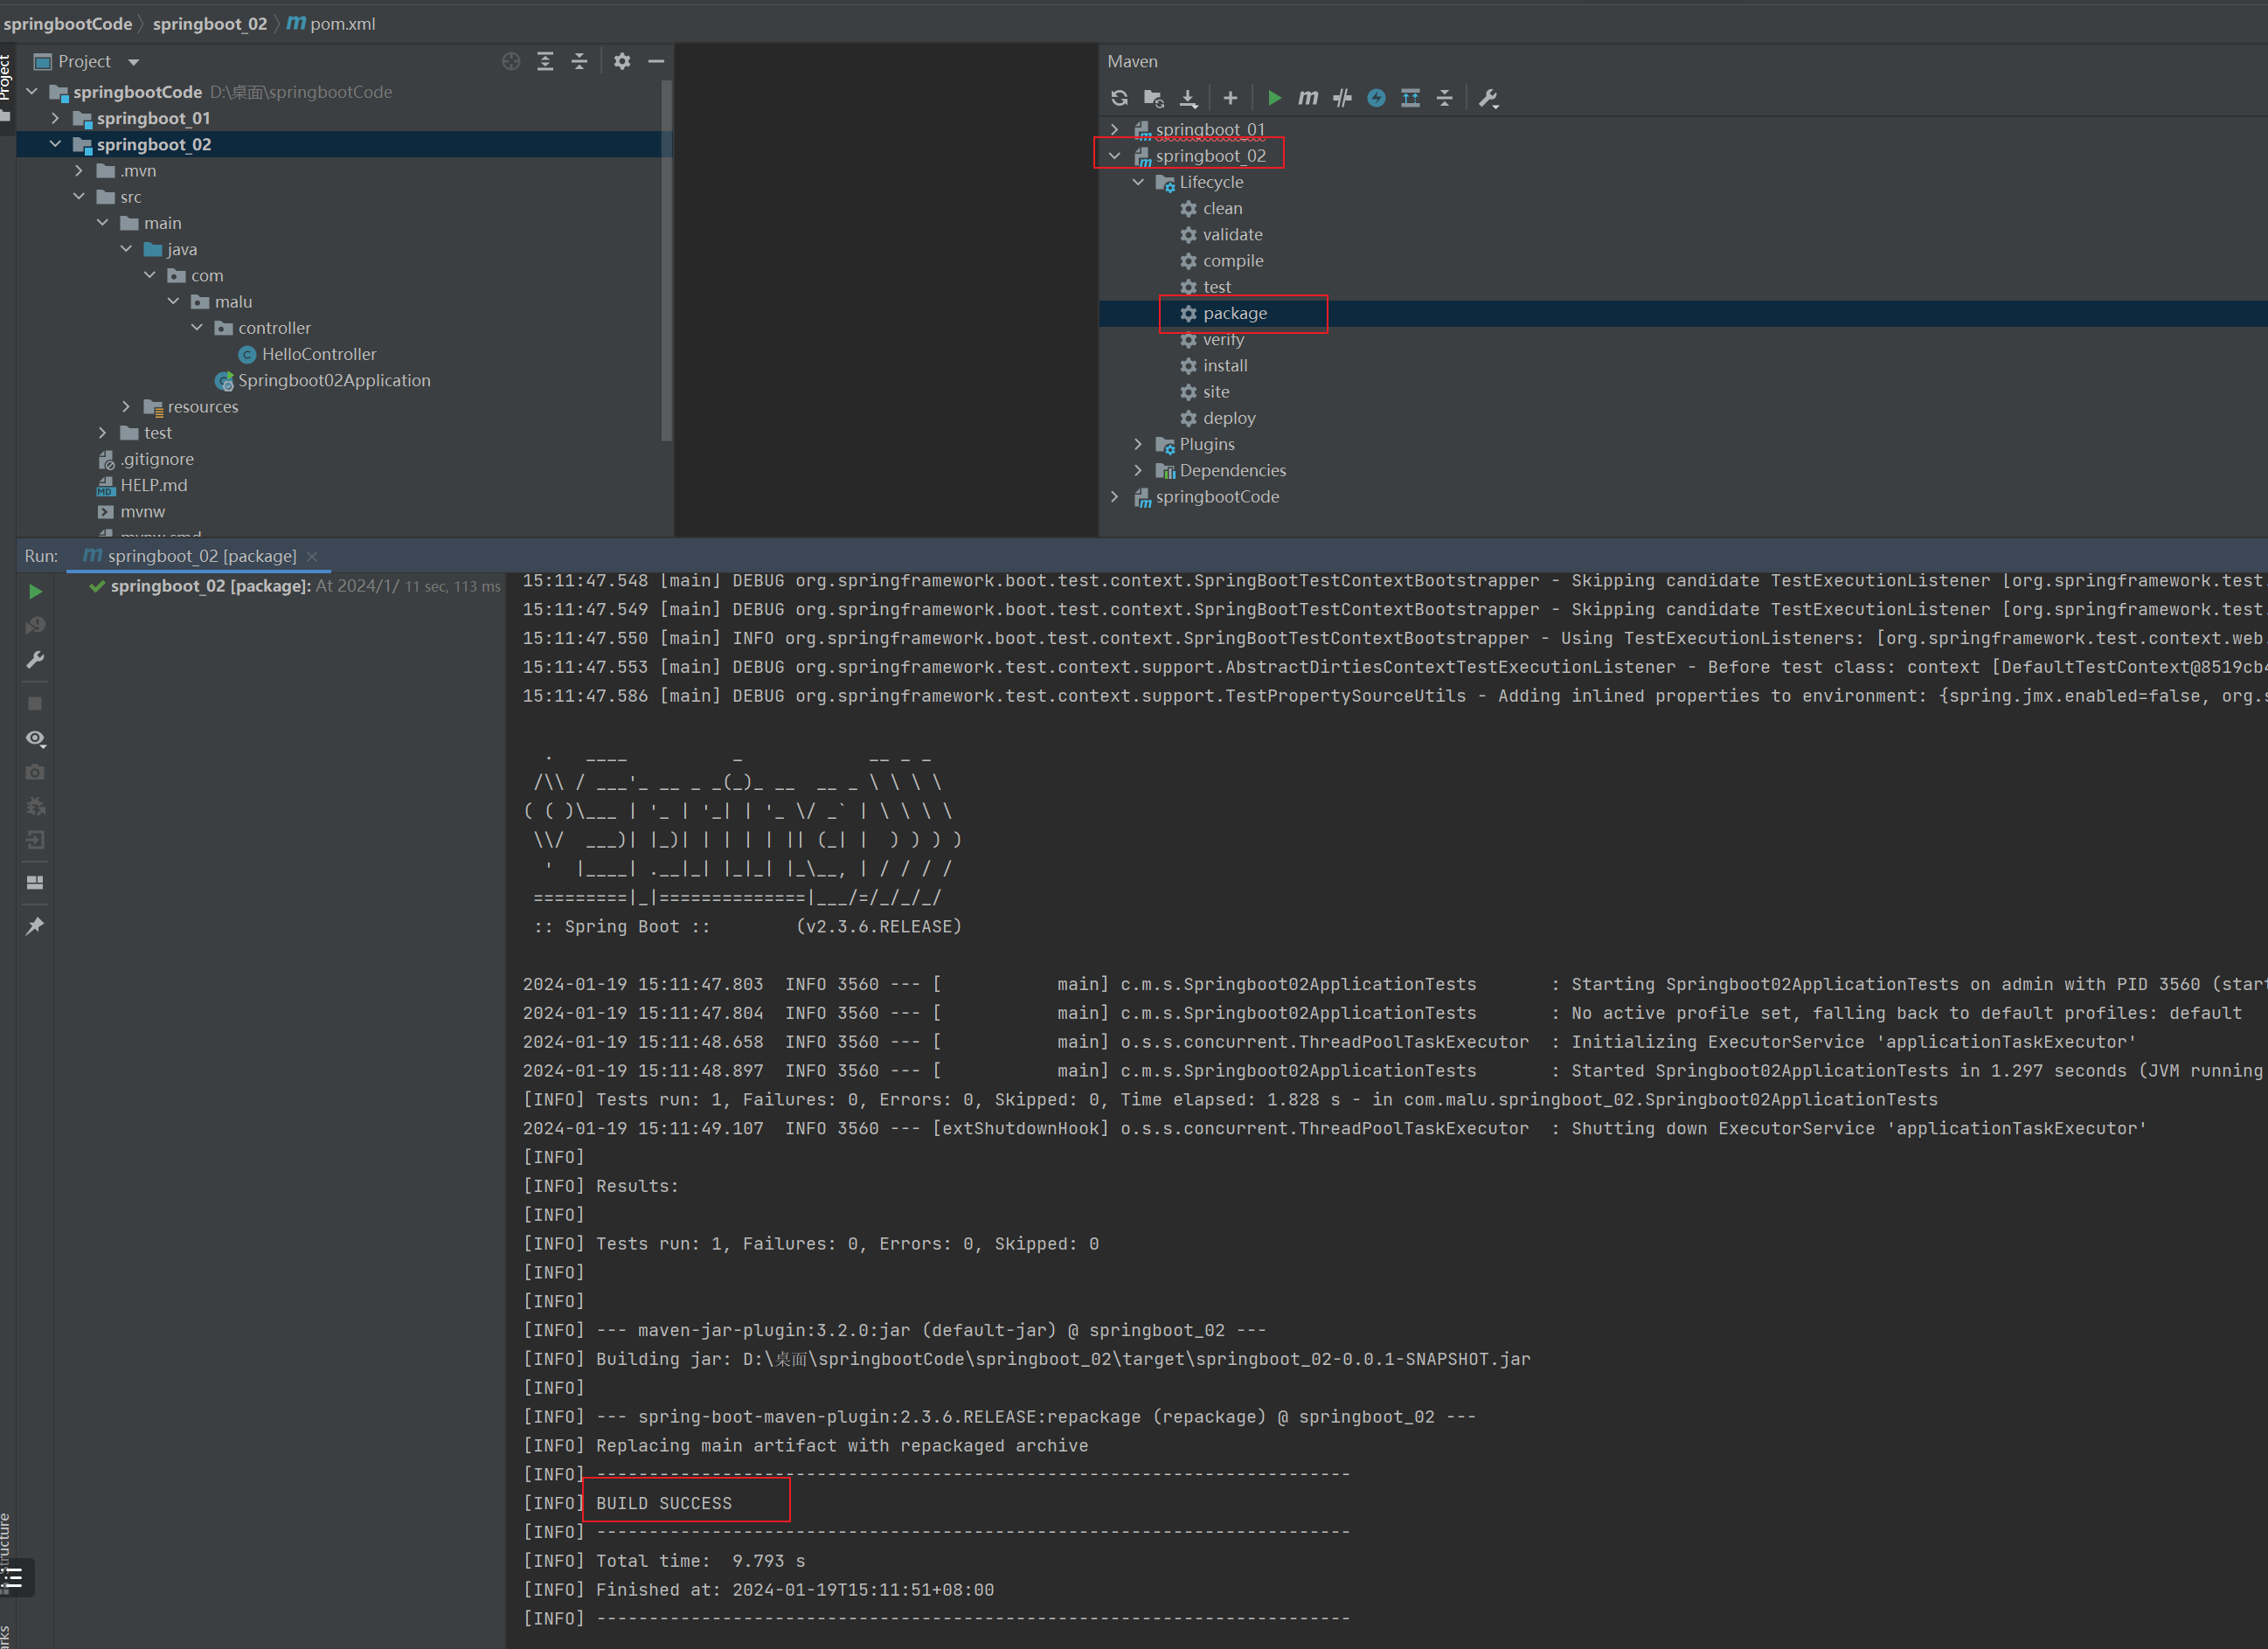 springbootCode springboot_02 pom.xml
Project
Project
springbootCode D:\桌面\springbootCode
springboot_01
springboot_02
.mvn
src
main
java
com
malu
controller
HelloController
Springboot02Application
resources
test
.gitignore
HELP.md
mvnw
mvnw.cmd
Maven
springboot_01
springboot_02
Lifecycle
clean
validate
compile
test
package
verify
install
site
deploy
Plugins
Dependencies
springbootCode
Run: springboot_02 [package]
springboot_02 [package]: At 2024/1/ 11 sec, 113 ms
15:11:47.548 [main] DEBUG org.springframework.boot.test.context.SpringBootTestContextBootstrapper - Skipping candidate TestExecutionListener [org.springframework.test.
15:11:47.549 [main] DEBUG org.springframework.boot.test.context.SpringBootTestContextBootstrapper - Skipping candidate TestExecutionListener [org.springframework.test.
15:11:47.550 [main] INFO org.springframework.boot.test.context.SpringBootTestContextBootstrapper - Using TestExecutionListeners: [org.springframework.test.context.web.
15:11:47.553 [main] DEBUG org.springframework.test.context.support.AbstractDirtiesContextTestExecutionListener - Before test class: context [DefaultTestContext@8519cb4
15:11:47.586 [main] DEBUG org.springframework.test.context.support.TestPropertySourceUtils - Adding inlined properties to environment: {spring.jmx.enabled=false, org.s
  .   ____          _            __ _ _
 /\\ / ___'_ __ _ _(_)_ __  __ _ \ \ \ \
( ( )\___ | '_ | '_| | '_ \/ _` | \ \ \ \
 \\/  ___)| |_)| | | | | || (_| |  ) ) ) )
  '  |____| .__|_| |_|_| |_\__, | / / / /
 =========|_|==============|___/=/_/_/_/
 :: Spring Boot ::        (v2.3.6.RELEASE)
2024-01-19 15:11:47.803  INFO 3560 --- [           main] c.m.s.Springboot02ApplicationTests       : Starting Springboot02ApplicationTests on admin with PID 3560 (start
2024-01-19 15:11:47.804  INFO 3560 --- [           main] c.m.s.Springboot02ApplicationTests       : No active profile set, falling back to default profiles: default
2024-01-19 15:11:48.658  INFO 3560 --- [           main] o.s.s.concurrent.ThreadPoolTaskExecutor  : Initializing ExecutorService 'applicationTaskExecutor'
2024-01-19 15:11:48.897  INFO 3560 --- [           main] c.m.s.Springboot02ApplicationTests       : Started Springboot02ApplicationTests in 1.297 seconds (JVM running
[INFO] Tests run: 1, Failures: 0, Errors: 0, Skipped: 0, Time elapsed: 1.828 s - in com.malu.springboot_02.Springboot02ApplicationTests
2024-01-19 15:11:49.107  INFO 3560 --- [extShutdownHook] o.s.s.concurrent.ThreadPoolTaskExecutor  : Shutting down ExecutorService 'applicationTaskExecutor'
[INFO]
[INFO] Results:
[INFO]
[INFO] Tests run: 1, Failures: 0, Errors: 0, Skipped: 0
[INFO]
[INFO]
[INFO] --- maven-jar-plugin:3.2.0:jar (default-jar) @ springboot_02 ---
[INFO] Building jar: D:\桌面\springbootCode\springboot_02\target\springboot_02-0.0.1-SNAPSHOT.jar
[INFO]
[INFO] --- spring-boot-maven-plugin:2.3.6.RELEASE:repackage (repackage) @ springboot_02 ---
[INFO] Replacing main artifact with repackaged archive
[INFO] ------------------------------------------------------------------------
[INFO] BUILD SUCCESS
[INFO] ------------------------------------------------------------------------
[INFO] Total time:  9.793 s
[INFO] Finished at: 2024-01-19T15:11:51+08:00
[INFO] ------------------------------------------------------------------------